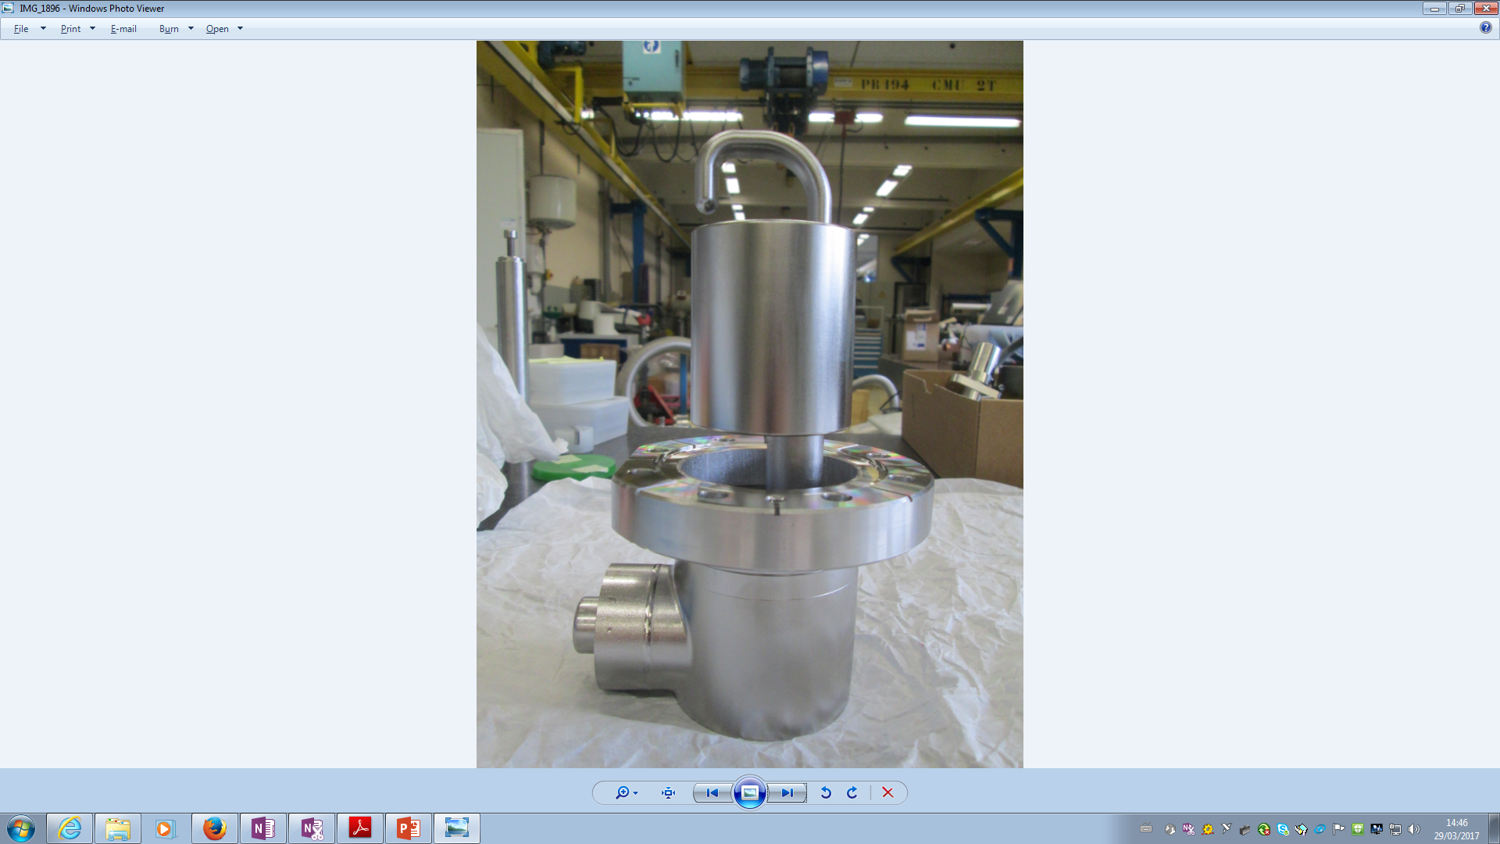 IMG_1896 - Windows Photo Viewer
File Print E-mail Burn Open
PR194 CMU 2T
14:46
29/03/2017